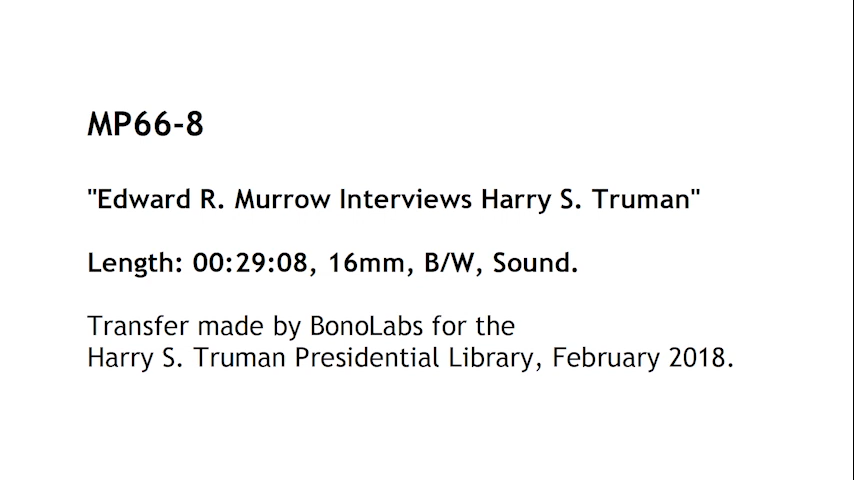 MP66-8
"Edward R. Murrow Interviews Harry S. Truman"
Length: 00:29:08, 16mm, B/W, Sound.
Transfer made by BonoLabs for the
Harry S. Truman Presidential Library, February 2018.